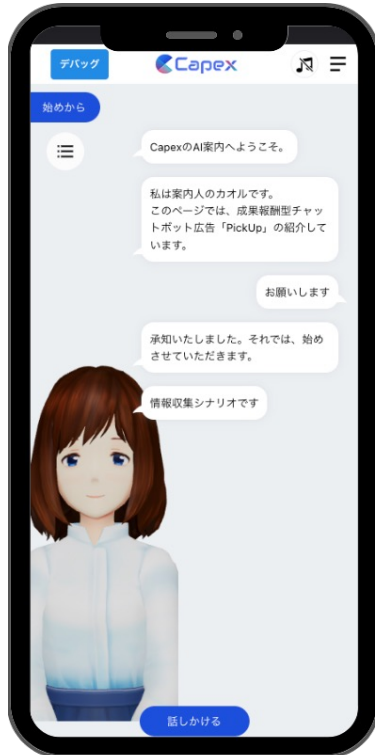 デバッグ
Capex
始めから
CapexのAI案内へようこそ。
私は案内人のカオルです。
このページでは、成果報酬型チャッ
トボット広告「PickUp」の紹介して
います。
お願いします
承知いたしました。それでは、始め
させていただきます。
情報収集シナリオです
話しかける